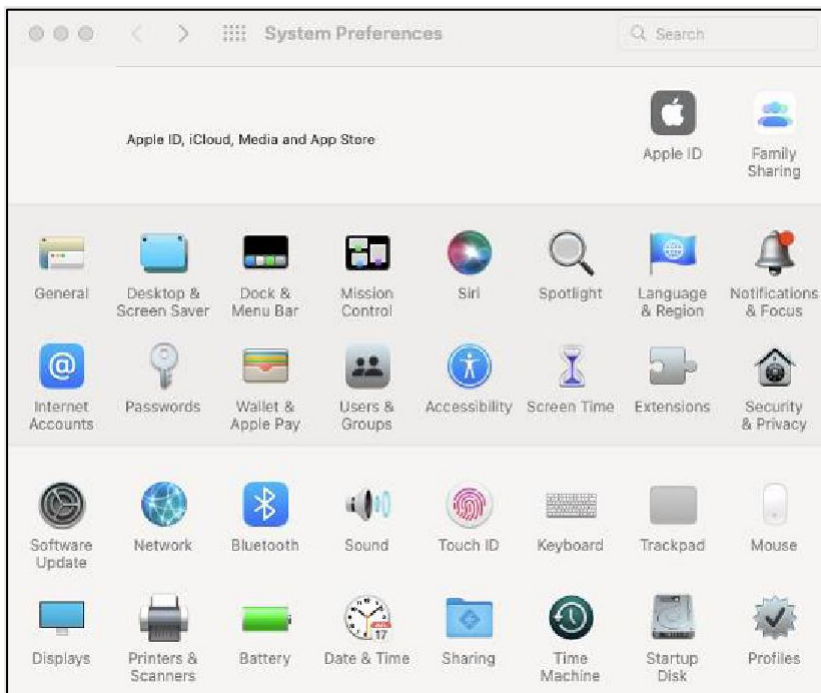 System Preferences
Search
Apple ID, iCloud, Media and App Store
Apple ID
Family
Sharing
General
Desktop &
Screen Saver
Dock &
Menu Bar
Mission
Control
Siri
Spotlight
Language
& Region
Notifications
& Focus
Internet
Accounts
Passwords
Wallet &
Apple Pay
Users &
Groups
Accessibility
Screen Time
Extensions
Security
& Privacy
Software
Update
Network
Bluetooth
Sound
Touch ID
Keyboard
Trackpad
Mouse
Displays
Printers &
Scanners
Battery
17
Date & Time
Sharing
Time
Machine
Startup
Disk
Profiles